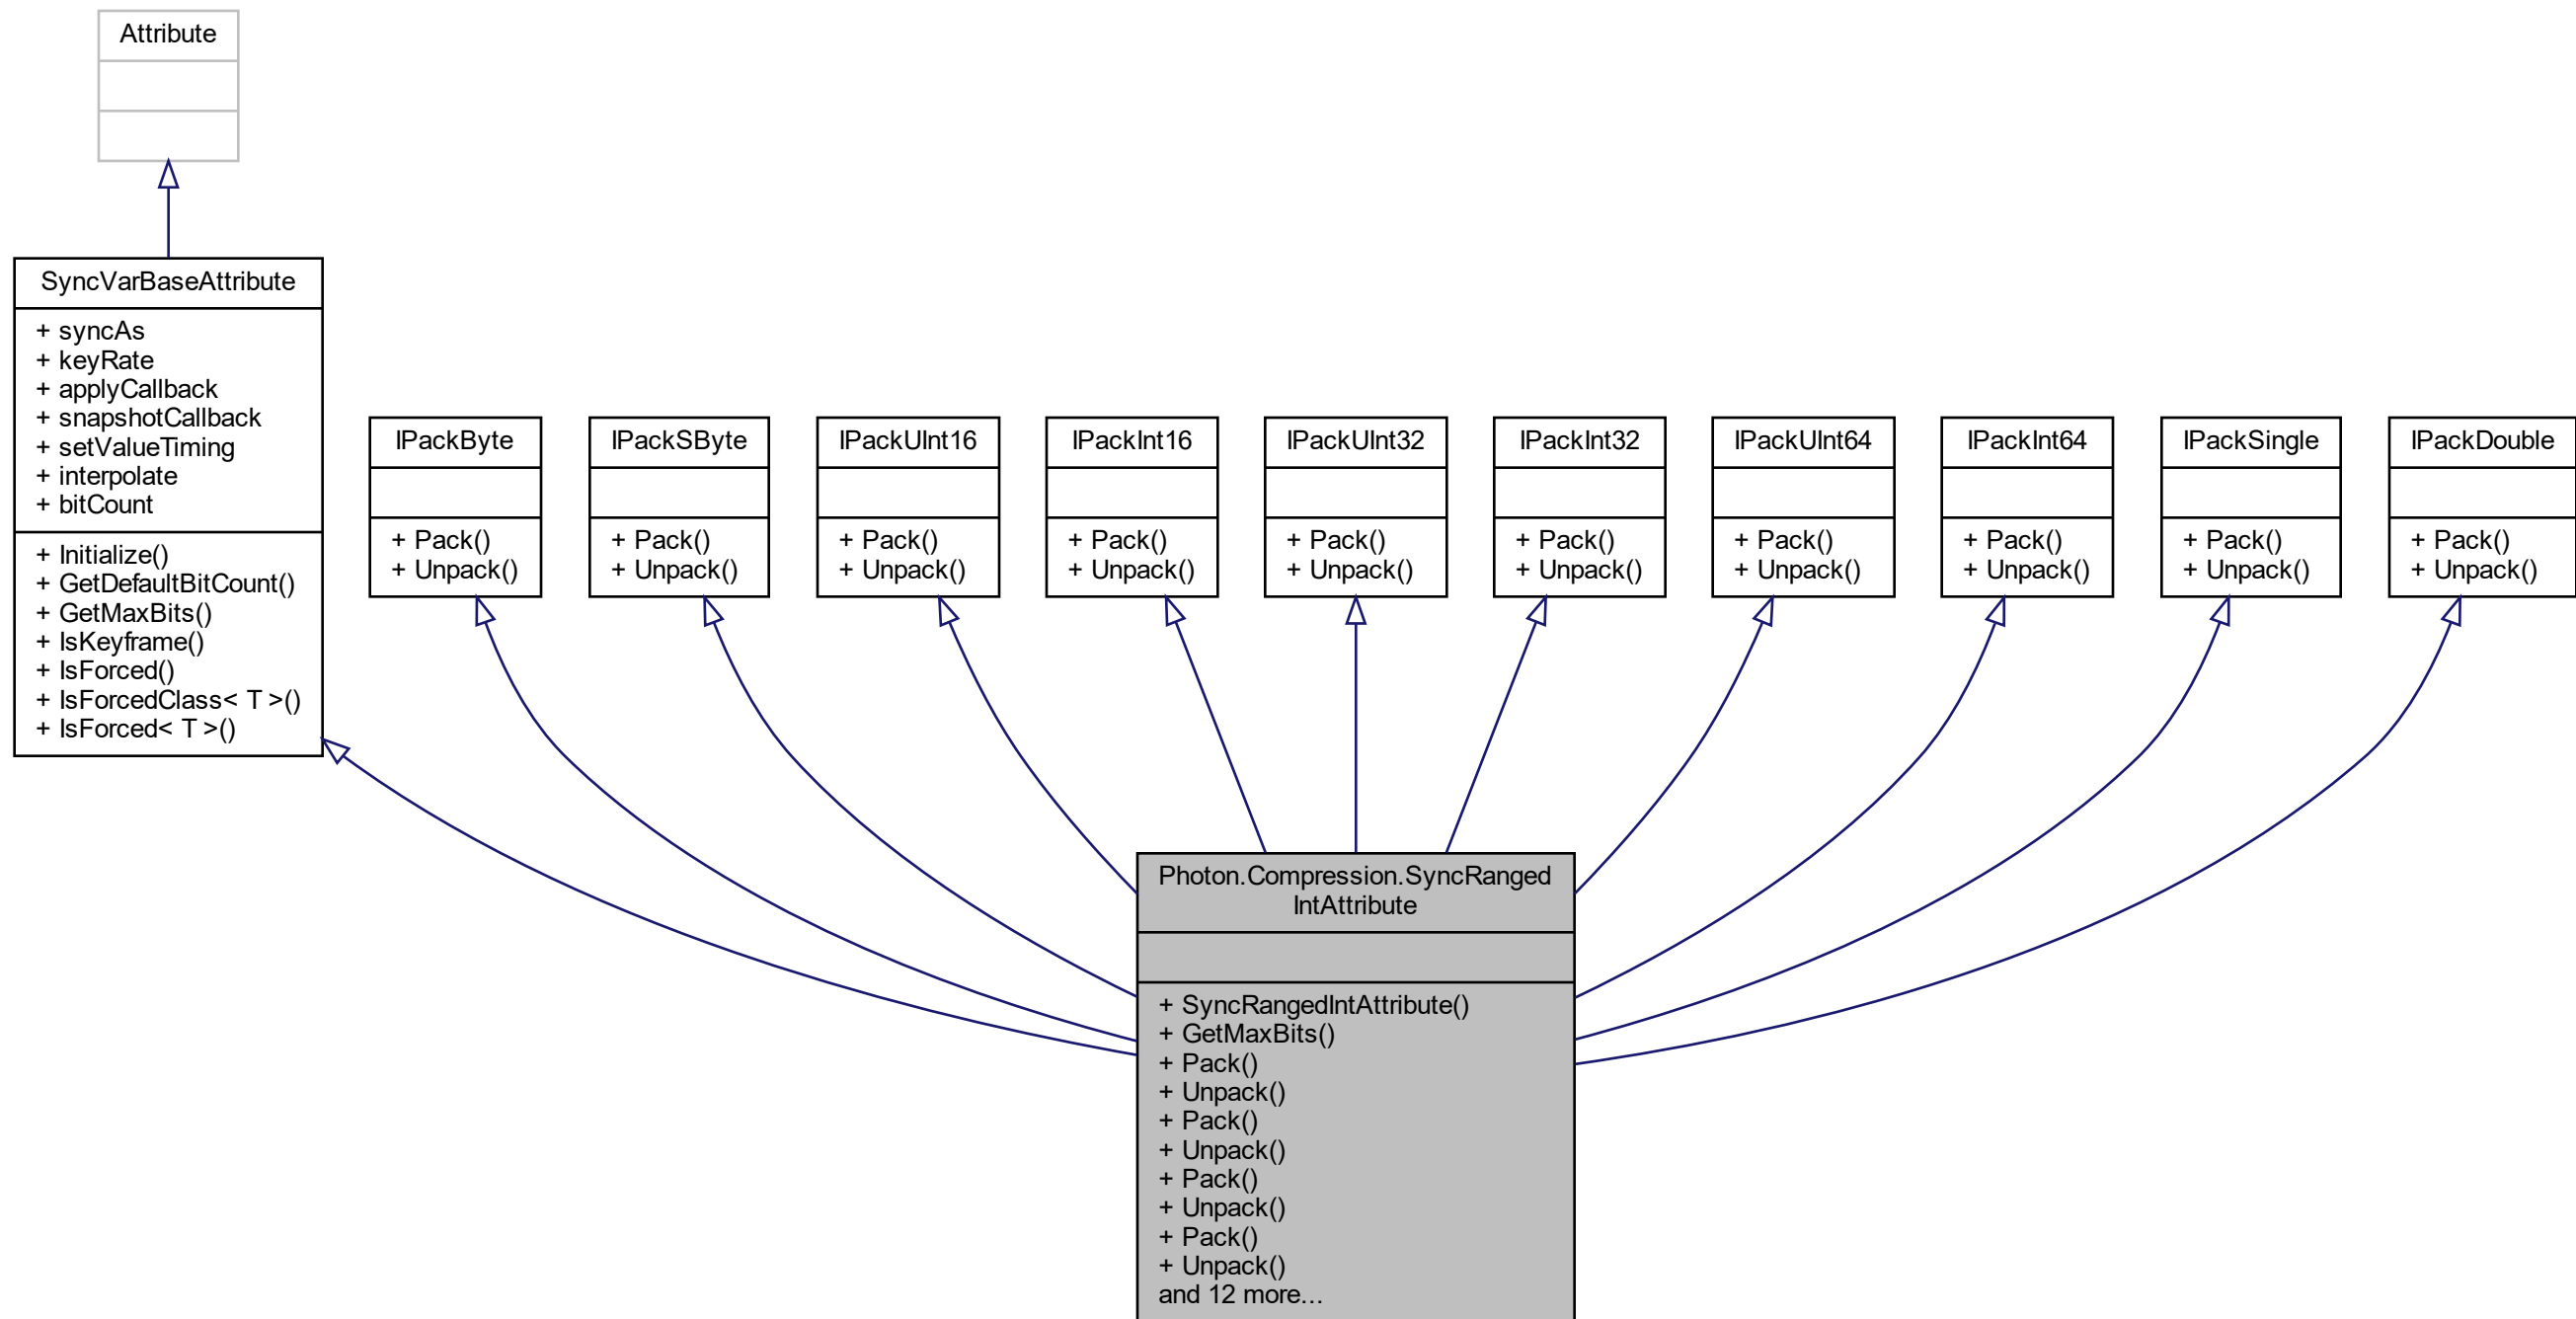 Attribute
SyncVarBaseAttribute
+ syncAs
+ keyRate
+ applyCallback
+ snapshotCallback
+ setValueTiming
+ interpolate
+ bitCount
+ Initialize()
+ GetDefaultBitCount()
+ GetMaxBits()
+ IsKeyframe()
+ IsForced()
+ IsForcedClass< T >()
+ IsForced< T >()
IPackByte
+ Pack()
+ Unpack()
IPackSByte
+ Pack()
+ Unpack()
IPackUInt16
+ Pack()
+ Unpack()
IPackInt16
+ Pack()
+ Unpack()
IPackUInt32
+ Pack()
+ Unpack()
IPackInt32
+ Pack()
+ Unpack()
IPackUInt64
+ Pack()
+ Unpack()
IPackInt64
+ Pack()
+ Unpack()
IPackSingle
+ Pack()
+ Unpack()
IPackDouble
+ Pack()
+ Unpack()
Photon.Compression.SyncRanged
IntAttribute
+ SyncRangedIntAttribute()
+ GetMaxBits()
+ Pack()
+ Unpack()
+ Pack()
+ Unpack()
+ Pack()
+ Unpack()
+ Pack()
+ Unpack()
and 12 more...